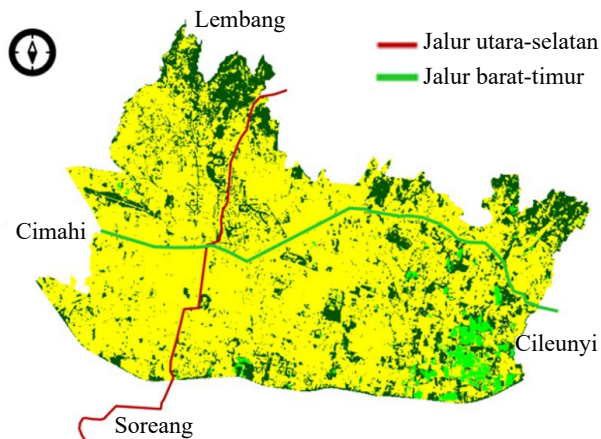 Lembang
Jalur utara-selatan
Jalur barat-timur
Cimahi
Cileunyi
Soreang